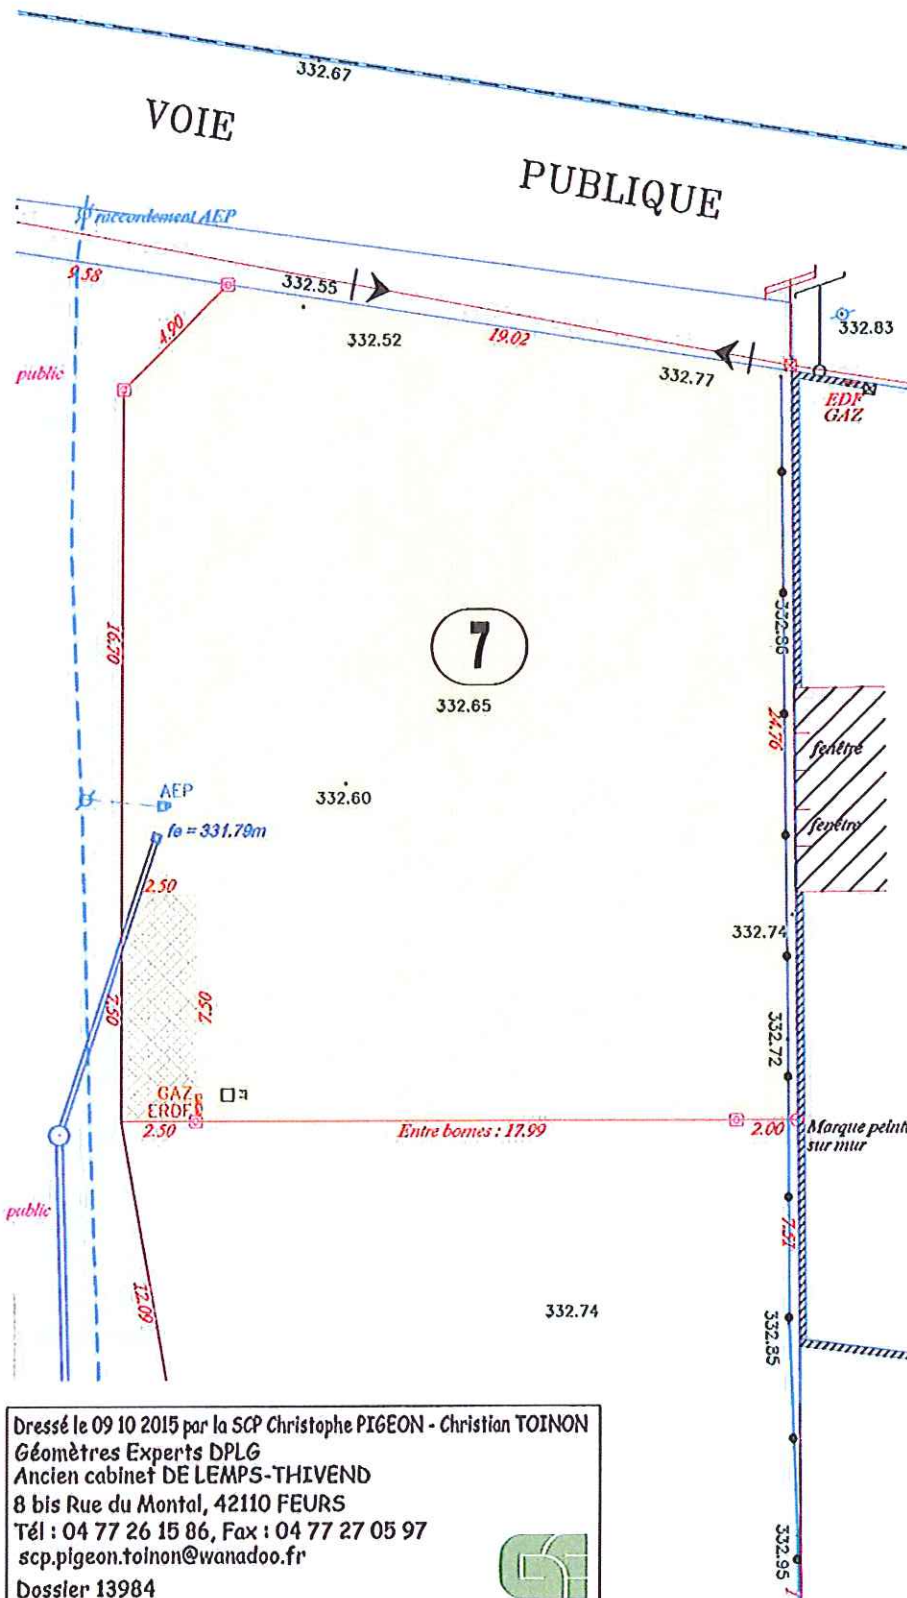 332.67
VOIE
PUBLIQUE
raccordement AEP
9.58
332.55
332.83
4.90
332.52
19.02
332.77
public
EDF
GAZ
16.70
332.86
7
332.65
24.76
fenêtre
AEP
332.60
fenêtre
fe = 331.79m
2.50
332.74
7.50
7.50
332.72
GAZ
ERDF
2.50
Entre bornes : 17.99
2.00
Marque peinte
sur mur
public
7.51
12.09
332.74
332.85
Dressé le 09 10 2015 par la SCP Christophe PIGEON - Christian TOINON
Géomètres Experts DPLG
Ancien cabinet DE LEMPS-THIVEND
8 bis Rue du Montal, 42110 FEURS
Tél : 04 77 26 15 86, Fax : 04 77 27 05 97
scp.pigeon.toinon@wanadoo.fr
332.95
Dossier 13984